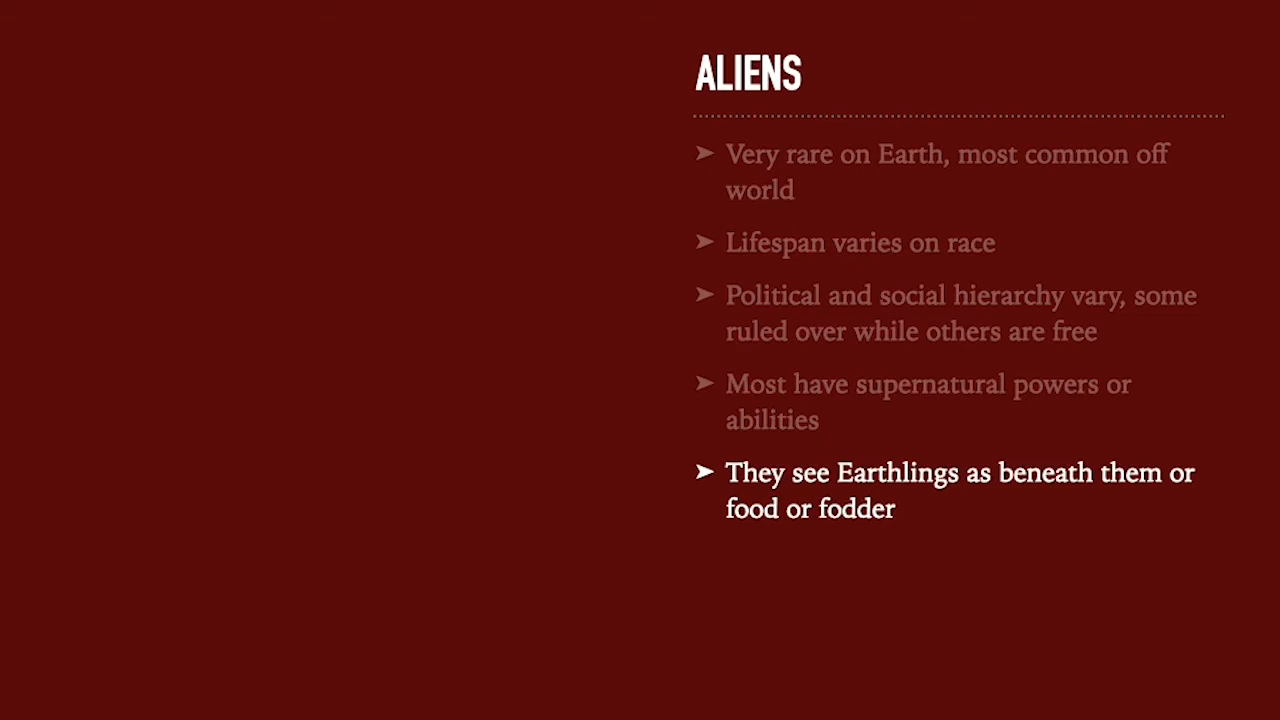 ALIENS
➤ Very rare on Earth, most common off
world
➤ Lifespan varies on race
➤ Political and social hierarchy vary, some
ruled over while others are free
➤ Most have supernatural powers or
abilities
➤ They see Earthlings as beneath them or
food or fodder